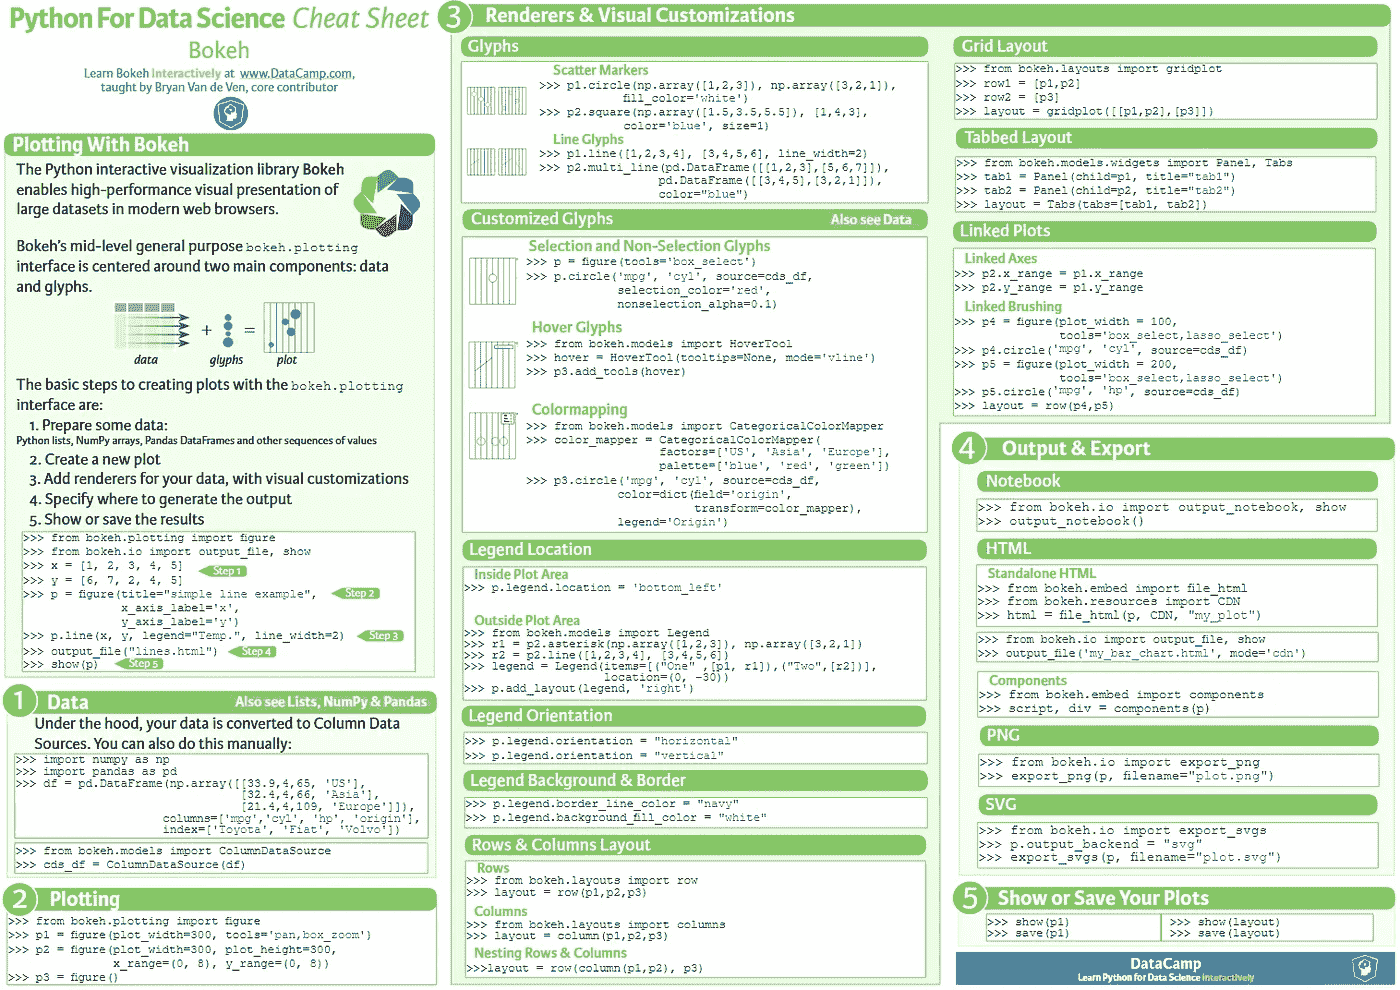 Python For Data Science Cheat Sheet
Bokeh
Learn Bokeh Interactively at www.DataCamp.com,
taught by Bryan Van de Ven, core contributor
Plotting With Bokeh
The Python interactive visualization library Bokeh
enables high-performance visual presentation of
large datasets in modern web browsers.
Bokeh's mid-level general purpose bokeh.plotting
interface is centered around two main components: data
and glyphs.
+ =
data glyphs plot
The basic steps to creating plots with the bokeh.plotting
interface are:
1. Prepare some data:
Python lists, NumPy arrays, Pandas DataFrames and other sequences of values
2. Create a new plot
3. Add renderers for your data, with visual customizations
4. Specify where to generate the output
5. Show or save the results
>>> from bokeh.plotting import figure
>>> from bokeh.io import output_file, show
>>> x = [1, 2, 3, 4, 5] Step 1
>>> y = [6, 7, 2, 4, 5]
>>> p = figure(title="simple line example", Step 2
x_axis_label='x',
y_axis_label='y')
>>> p.line(x, y, legend="Temp.", line_width=2) Step 3
>>> output_file("lines.html") Step 4
>>> show(p) Step 5
1 Data Also see Lists, NumPy & Pandas
Under the hood, your data is converted to Column Data
Sources. You can also do this manually:
>>> import numpy as np
>>> import pandas as pd
>>> df = pd.DataFrame(np.array([[33.9,4,65, 'US'],
[32.4,4,66, 'Asia'],
[21.4,4,109, 'Europe']]),
columns=['mpg','cyl', 'hp', 'origin'],
index=['Toyota', 'Fiat', 'Volvo'])
>>> from bokeh.models import ColumnDataSource
>>> cds_df = ColumnDataSource(df)
2 Plotting
>>> from bokeh.plotting import figure
>>> p1 = figure(plot_width=300, tools='pan,box_zoom')
>>> p2 = figure(plot_width=300, plot_height=300,
x_range=(0, 8), y_range=(0, 8))
>>> p3 = figure()
3 Renderers & Visual Customizations
Glyphs
Scatter Markers
>>> p1.circle(np.array([1,2,3]), np.array([3,2,1]),
fill_color='white')
>>> p2.square(np.array([1.5,3.5,5.5]), [1,4,3],
color='blue', size=1)
Line Glyphs
>>> p1.line([1,2,3,4], [3,4,5,6], line_width=2)
>>> p2.multi_line(pd.DataFrame([[1,2,3],[5,6,7]]),
pd.DataFrame([[3,4,5],[3,2,1]]),
color="blue")
Customized Glyphs Also see Data
Selection and Non-Selection Glyphs
>>> p = figure(tools='box_select')
>>> p.circle('mpg', 'cyl', source=cds_df,
selection_color='red',
nonselection_alpha=0.1)
Hover Glyphs
>>> from bokeh.models import HoverTool
>>> hover = HoverTool(tooltips=None, mode='vline')
>>> p3.add_tools(hover)
Colormapping
>>> from bokeh.models import CategoricalColorMapper
>>> color_mapper = CategoricalColorMapper(
factors=['US', 'Asia', 'Europe'],
palette=['blue', 'red', 'green'])
>>> p3.circle('mpg', 'cyl', source=cds_df,
color=dict(field='origin',
transform=color_mapper),
legend='Origin')
Legend Location
Inside Plot Area
>>> p.legend.location = 'bottom_left'
Outside Plot Area
>>> from bokeh.models import Legend
>>> r1 = p2.asterisk(np.array([1,2,3]), np.array([3,2,1])
>>> r2 = p2.line([1,2,3,4], [3,4,5,6])
>>> legend = Legend(items=[("One" ,[p1, r1]),("Two",[r2])],
location=(0, -30))
>>> p.add_layout(legend, 'right')
Legend Orientation
>>> p.legend.orientation = "horizontal"
>>> p.legend.orientation = "vertical"
Legend Background & Border
>>> p.legend.border_line_color = "navy"
>>> p.legend.background_fill_color = "white"
Rows & Columns Layout
Rows
>>> from bokeh.layouts import row
>>> layout = row(p1,p2,p3)
Columns
>>> from bokeh.layouts import columns
>>> layout = column(p1,p2,p3)
Nesting Rows & Columns
>>>layout = row(column(p1,p2), p3)
Grid Layout
>>> from bokeh.layouts import gridplot
>>> row1 = [p1,p2]
>>> row2 = [p3]
>>> layout = gridplot([[p1,p2],[p3]])
Tabbed Layout
>>> from bokeh.models.widgets import Panel, Tabs
>>> tab1 = Panel(child=p1, title="tab1")
>>> tab2 = Panel(child=p2, title="tab2")
>>> layout = Tabs(tabs=[tab1, tab2])
Linked Plots
Linked Axes
>>> p2.x_range = p1.x_range
>>> p2.y_range = p1.y_range
Linked Brushing
>>> p4 = figure(plot_width = 100,
tools='box_select,lasso_select')
>>> p4.circle('mpg', 'cyl', source=cds_df)
>>> p5 = figure(plot_width = 200,
tools='box_select,lasso_select')
>>> p5.circle('mpg', 'hp', source=cds_df)
>>> layout = row(p4,p5)
4 Output & Export
Notebook
>>> from bokeh.io import output_notebook, show
>>> output_notebook()
HTML
Standalone HTML
>>> from bokeh.embed import file_html
>>> from bokeh.resources import CDN
>>> html = file_html(p, CDN, "my_plot")
>>> from bokeh.io import output_file, show
>>> output_file('my_bar_chart.html', mode='cdn')
Components
>>> from bokeh.embed import components
>>> script, div = components(p)
PNG
>>> from bokeh.io import export_png
>>> export_png(p, filename="plot.png")
SVG
>>> from bokeh.io import export_svgs
>>> p.output_backend = "svg"
>>> export_svgs(p, filename="plot.svg")
5 Show or Save Your Plots
>>> show(p1) >>> show(layout)
>>> save(p1) >>> save(layout)
DataCamp
Learn Python for Data Science Interactively